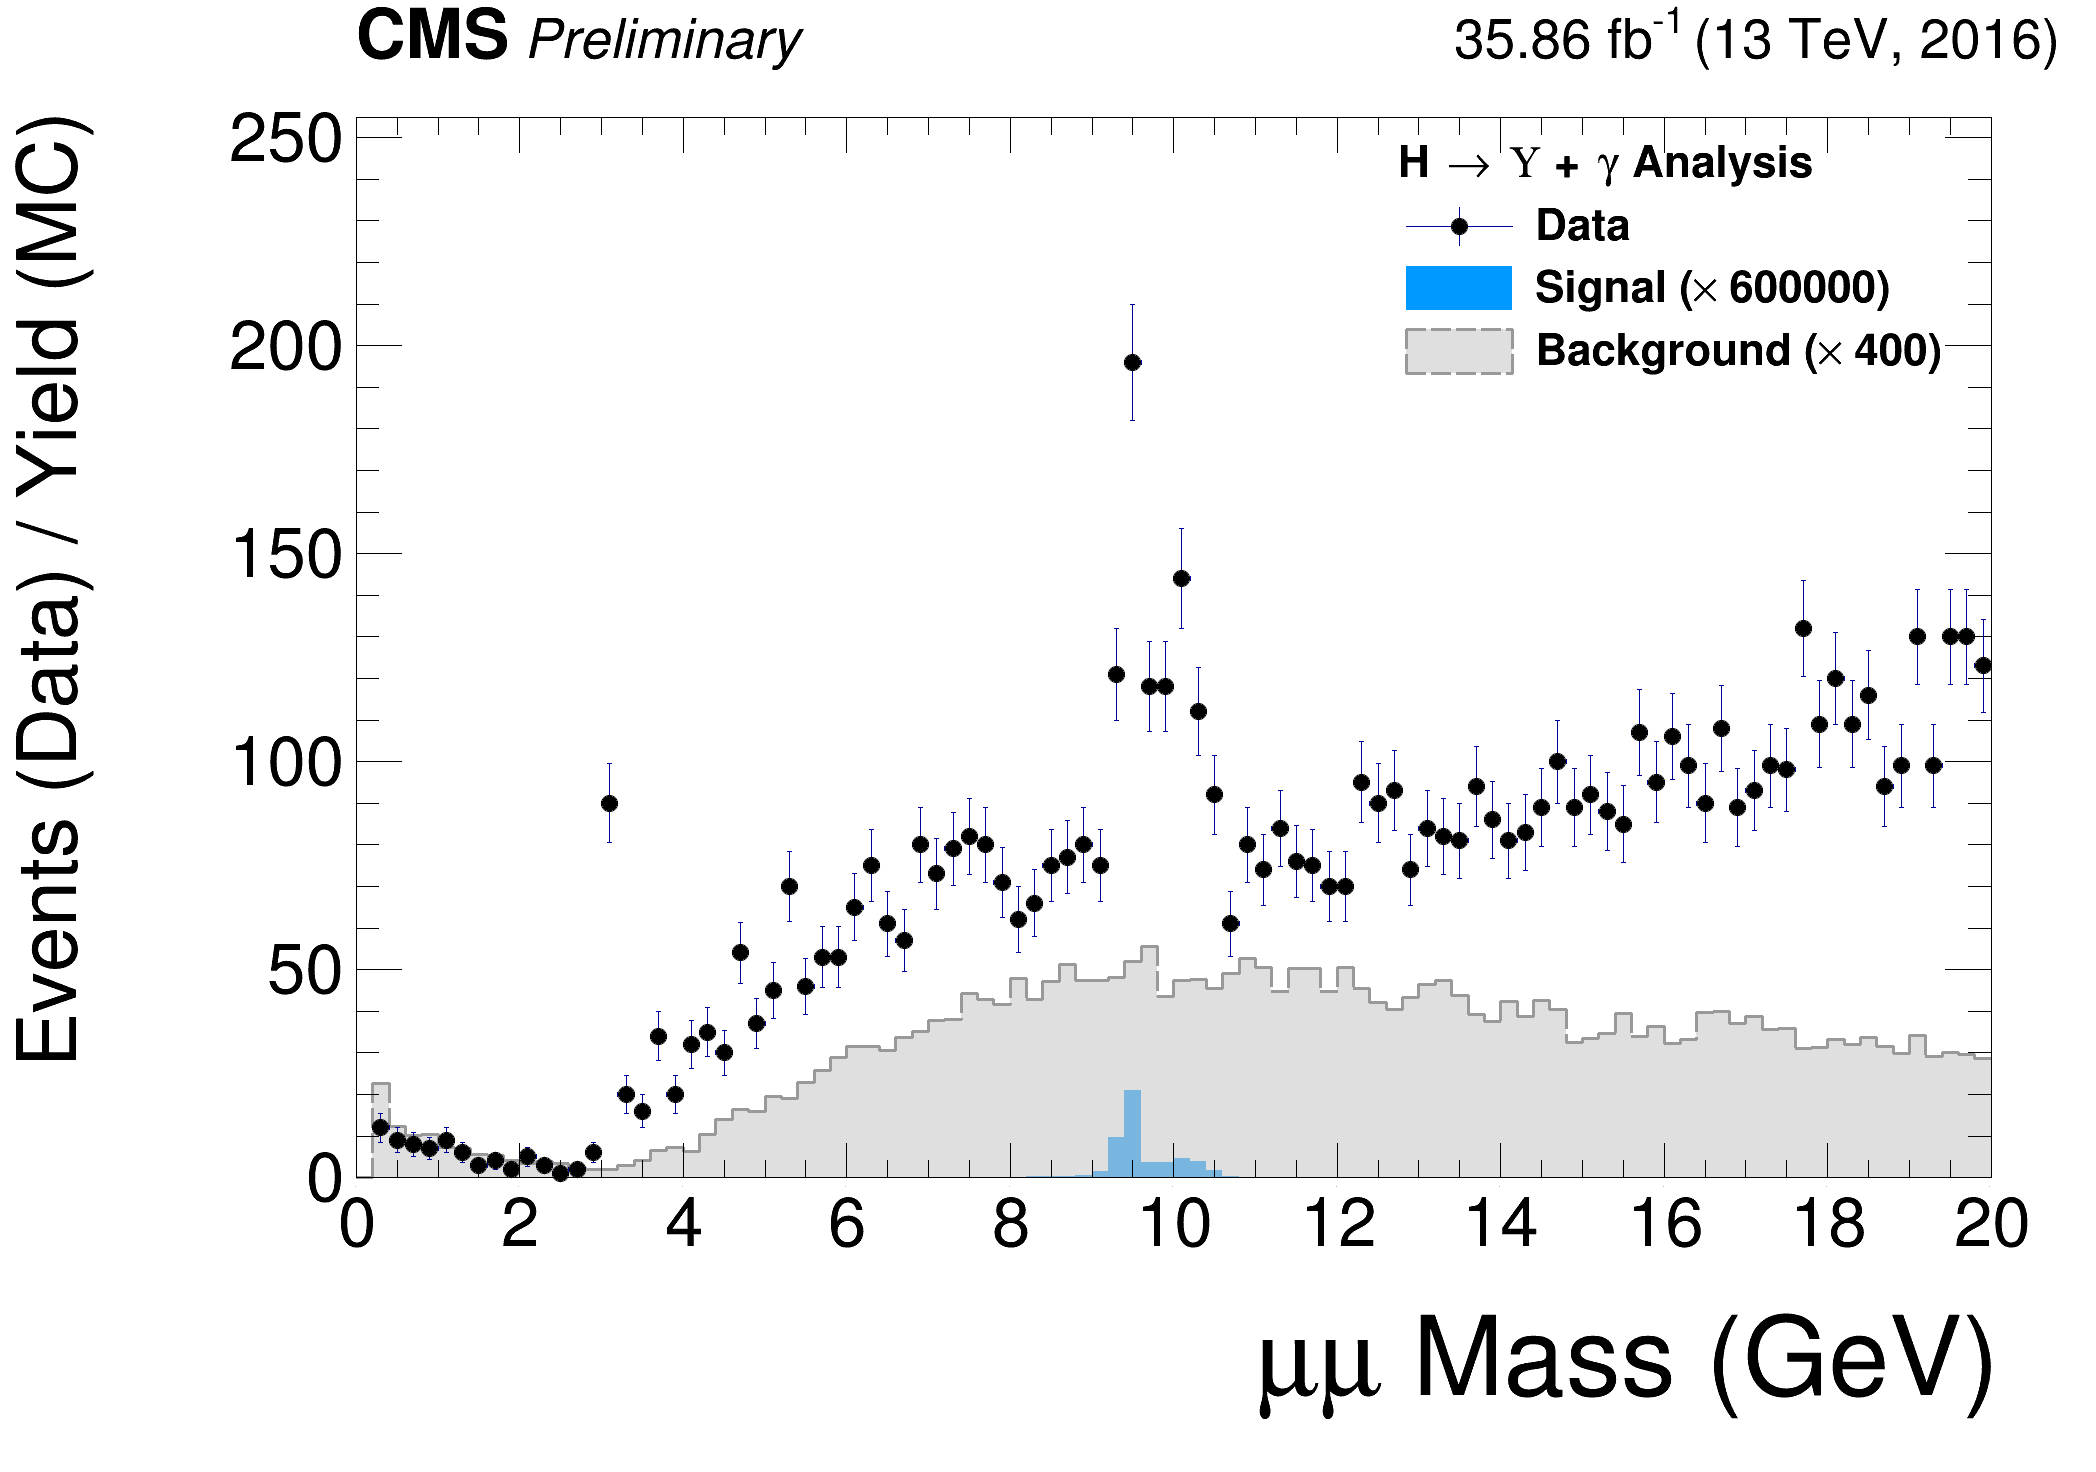 CMS Preliminary
35.86 fb⁻¹ (13 TeV, 2016)
Events (Data) / Yield (MC)
250
200
150
100
50
0
H → Υ + γ Analysis
Data
Signal (× 600000)
Background (× 400)
0 2 4 6 8 10 12 14 16 18 20
μμ Mass (GeV)